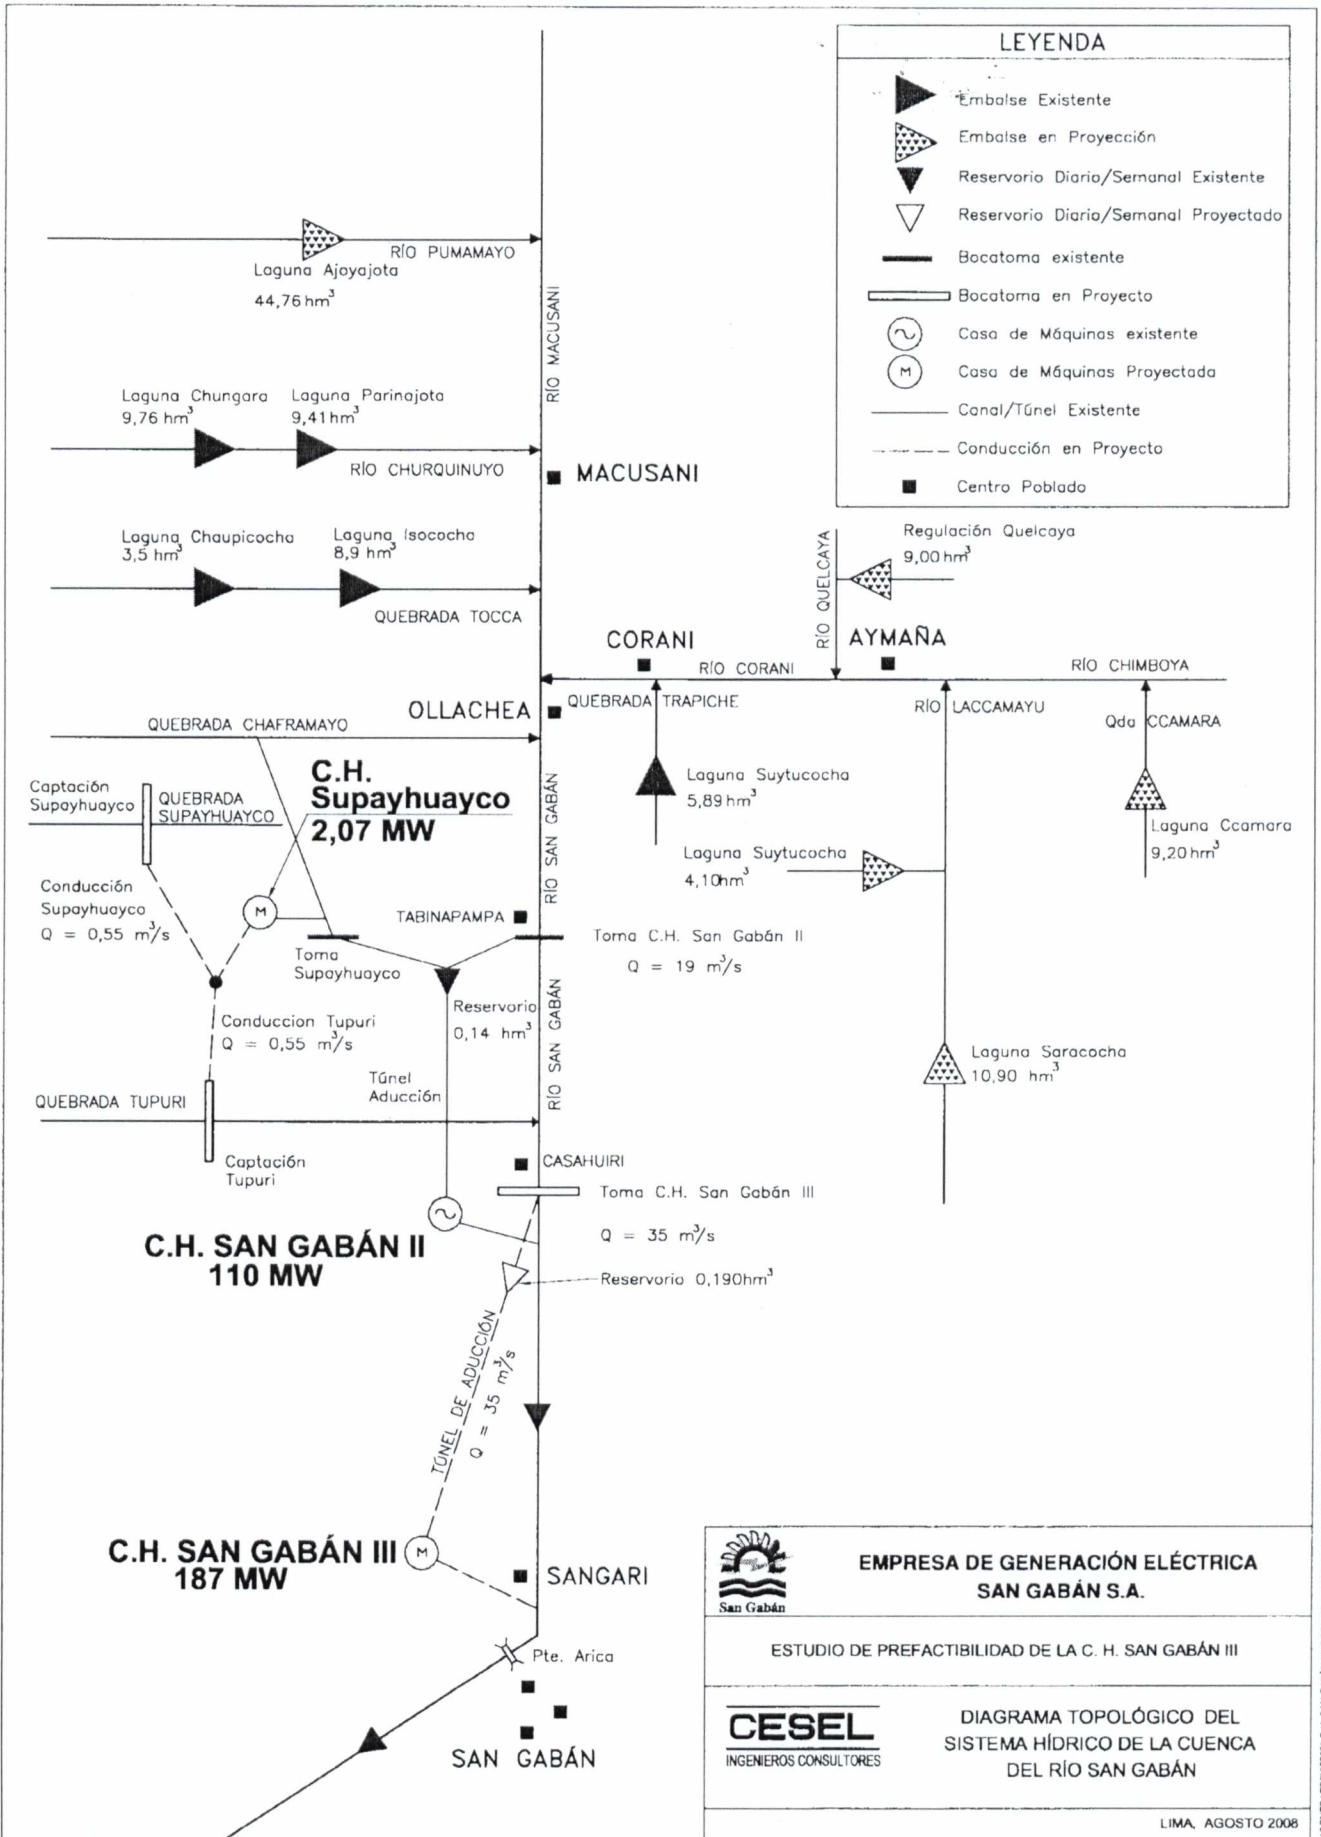 LEYENDA
Embalse Existente
Embalse en Proyección
Reservorio Diario/Semanal Existente
Reservorio Diario/Semanal Proyectado
Bocatoma existente
Bocatoma en Proyecto
Casa de Máquinas existente
M
Casa de Máquinas Proyectada
Canal/Túnel Existente
Conducción en Proyecto
Centro Poblado
RÍO PUMAMAYO
Laguna Ajoyajota
44,76 hm³
RÍO MACUSANI
Laguna Chungara
9,76 hm³
Laguna Parinajota
9,41 hm³
RÍO CHURQUINUYO
MACUSANI
Laguna Chaupicocha
3,5 hm³
Laguna Isococha
8,9 hm³
QUEBRADA TOCCA
Regulación Quelcaya
9,00 hm³
RÍO QUELCAYA
CORANI
AYMAÑA
RÍO CORANI
RÍO CHIMBOYA
OLLACHEA
QUEBRADA TRAPICHE
RÍO LACCAMAYU
Qda CCAMARA
QUEBRADA CHAFRAMAYO
Captación
Supayhuayco
QUEBRADA
SUPAYHUAYCO
C.H.
Supayhuayco
2,07 MW
RÍO SAN GABÁN
Laguna Suytucocha
5,89 hm³
Laguna Ccamara
9,20 hm³
Laguna Suytucocha
4,10hm³
Conducción
Supayhuayco
Q = 0,55 m³/s
M
TABINAPAMPA
Toma
Supayhuayco
Toma C.H. San Gabán II
Q = 19 m³/s
Reservorio
0,14 hm³
RÍO SAN GABÁN
Conduccion Tupuri
Q = 0,55 m³/s
Túnel
Aducción
Laguna Saracocha
10,90 hm³
QUEBRADA TUPURI
Captación
Tupuri
CASAHUIRI
Toma C.H. San Gabán III
Q = 35 m³/s
C.H. SAN GABÁN II
110 MW
Reservorio 0,190hm³
TÚNEL DE ADUCCIÓN
Q = 35 m³/s
C.H. SAN GABÁN III
187 MW
M
SANGARI
Pte. Arica
SAN GABÁN
San Gabán
EMPRESA DE GENERACIÓN ELÉCTRICA
SAN GABÁN S.A.
ESTUDIO DE PREFACTIBILIDAD DE LA C. H. SAN GABÁN III
CESEL
INGENIEROS CONSULTORES
DIAGRAMA TOPOLÓGICO DEL
SISTEMA HÍDRICO DE LA CUENCA
DEL RÍO SAN GABÁN
LIMA, AGOSTO 2008